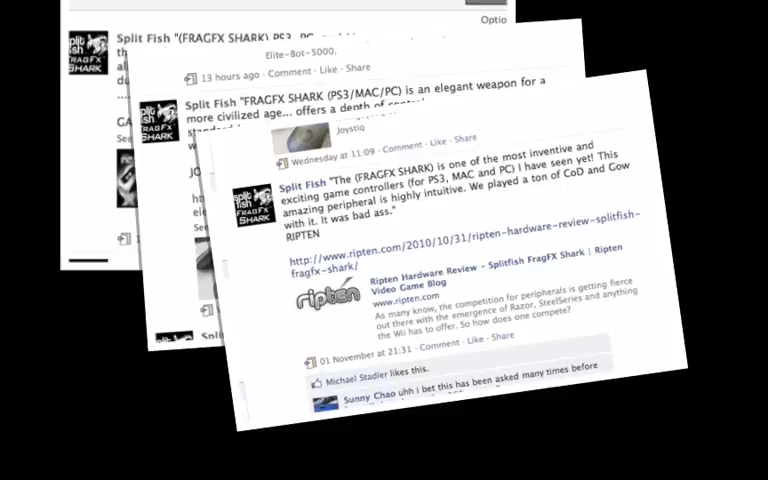 Optio
Split Fish "(FRAGFX SHARK) PS3
Elite-Bot-5000.
13 hours ago · Comment · Like · Share
Split Fish "FRAGFX SHARK (PS3/MAC/PC) is an elegant weapon for a
more civilized age... offers a depth of control
Joystiq
Wednesday at 11:09 · Comment · Like · Share
Split Fish "The (FRAGFX SHARK) is one of the most inventive and
exciting game controllers (for PS3, MAC and PC) I have seen yet! This
amazing peripheral is highly intuitive. We played a ton of CoD and Gow
with it. It was bad ass."
RIPTEN
http://www.ripten.com/2010/10/31/ripten-hardware-review-splitfish-
fragfx-shark/
ripten
Ripten Hardware Review - Splitfish FragFX Shark | Ripten
Video Game Blog
www.ripten.com
As many know, the competition for peripherals is getting fierce
out there with the emergence of Razor, SteelSeries and anything
the Wii has to offer. So how does one compete?
01 November at 21:31 · Comment · Like · Share
Michael Stadler likes this.
Sunny Chao uhh i bet this has been asked many times before
split fish
FRAGFX
SHARK